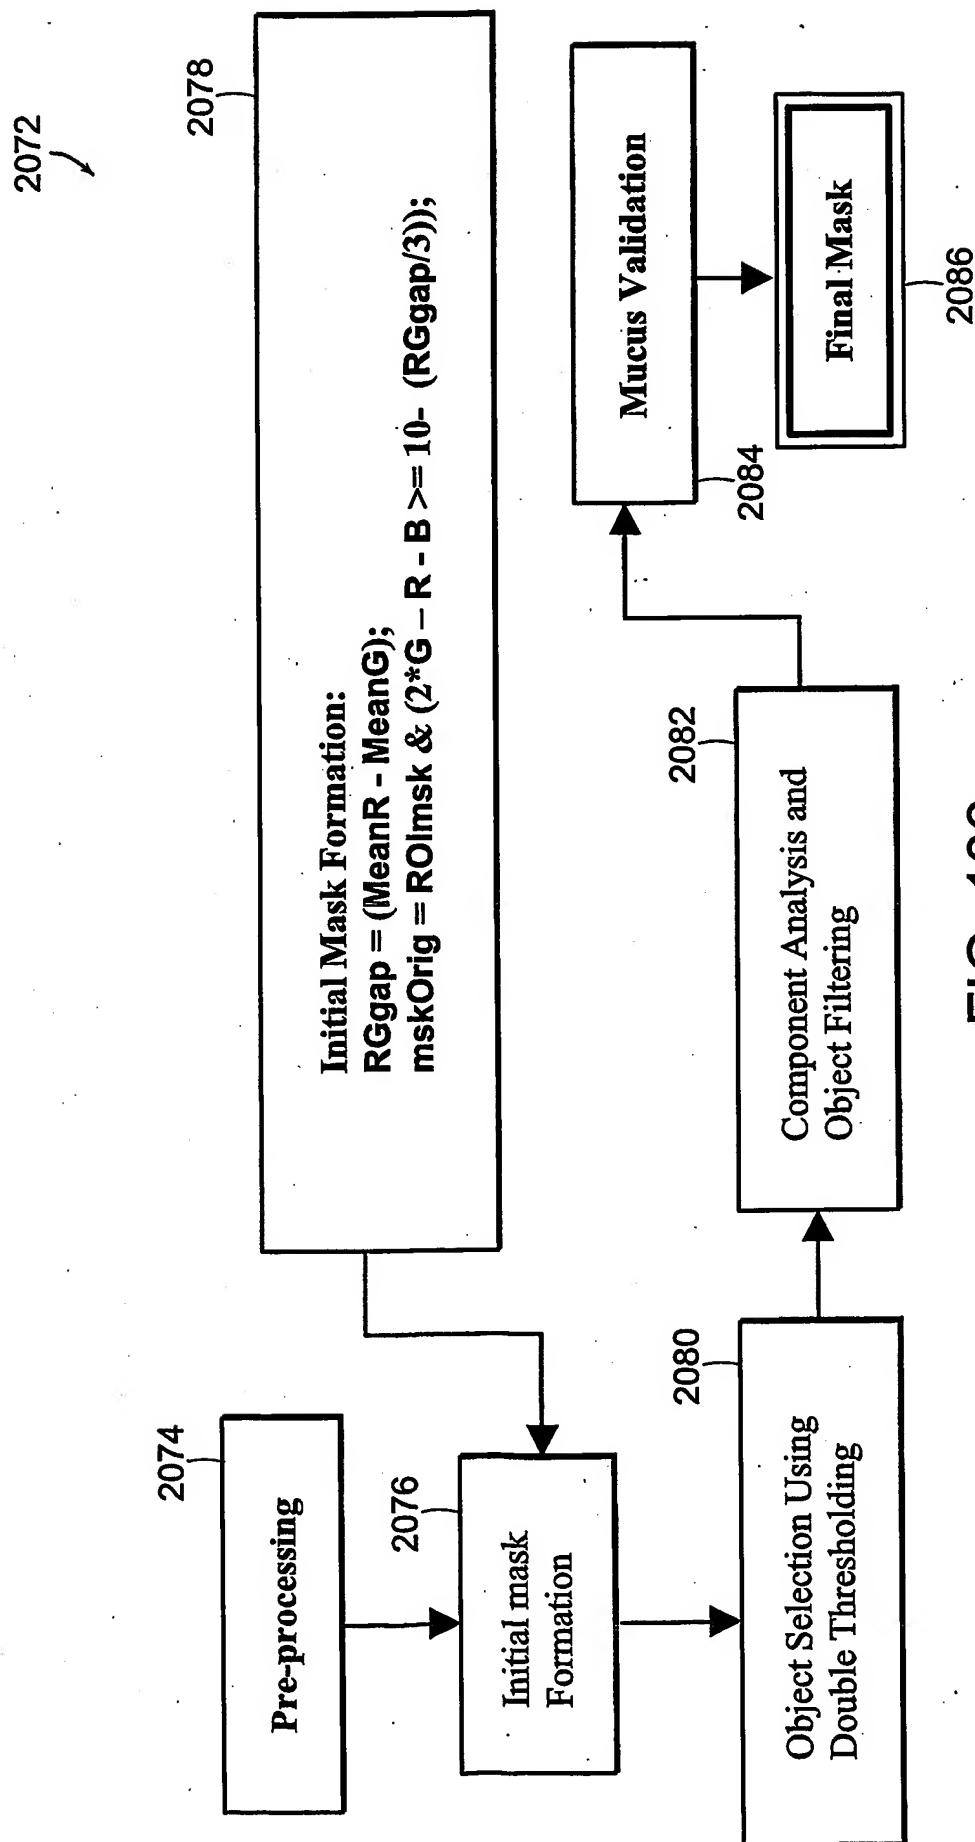 2072
2074
Pre-processing
2078
Initial Mask Formation:
RGgap = (MeanR - MeanG);
mskOrig = ROImsk & (2*G – R - B >= 10- (RGgap/3));
2076
Initial mask
Formation
2080
Object Selection Using
Double Thresholding
2082
Component Analysis and
Object Filtering
2084
Mucus Validation
Final Mask
2086
FIG.